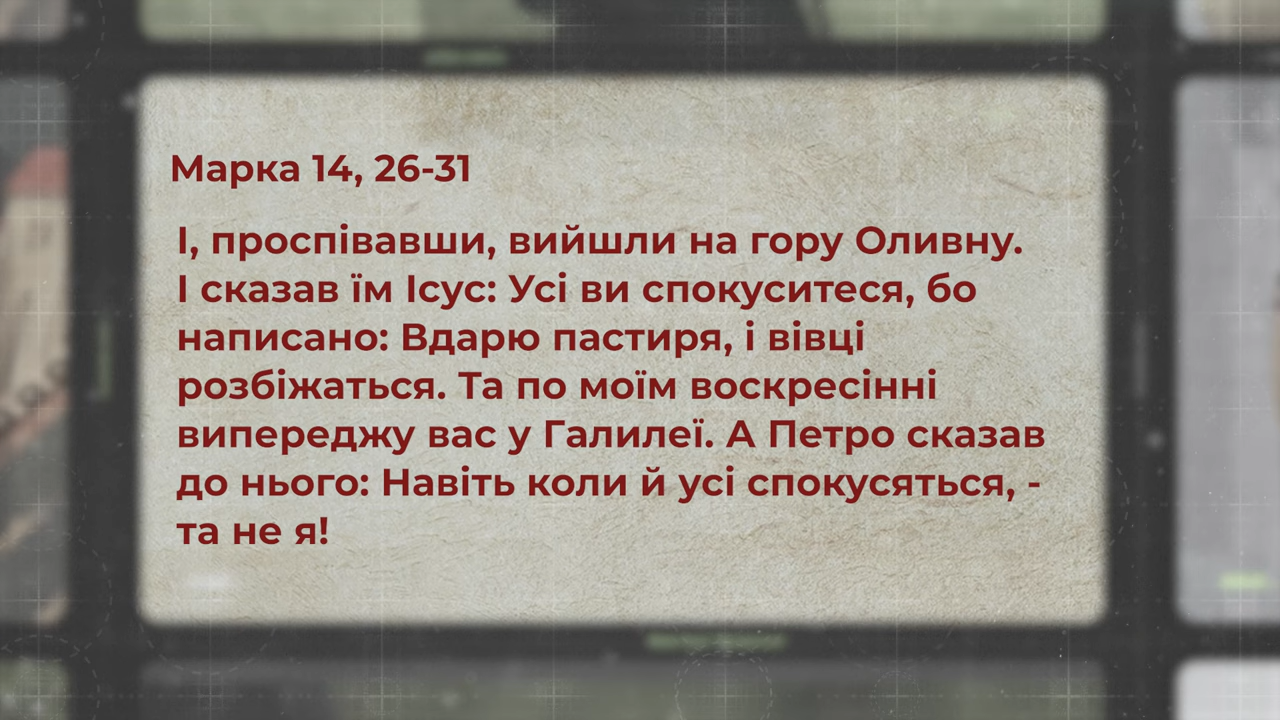 Марка 14, 26-31
І, проспівавши, вийшли на гору Оливну.
І сказав їм Ісус: Усі ви спокуситеся, бо
написано: Вдарю пастиря, і вівці
розбіжаться. Та по моїм воскресінні
випереджу вас у Галилеї. А Петро сказав
до нього: Навіть коли й усі спокусяться, -
та не я!